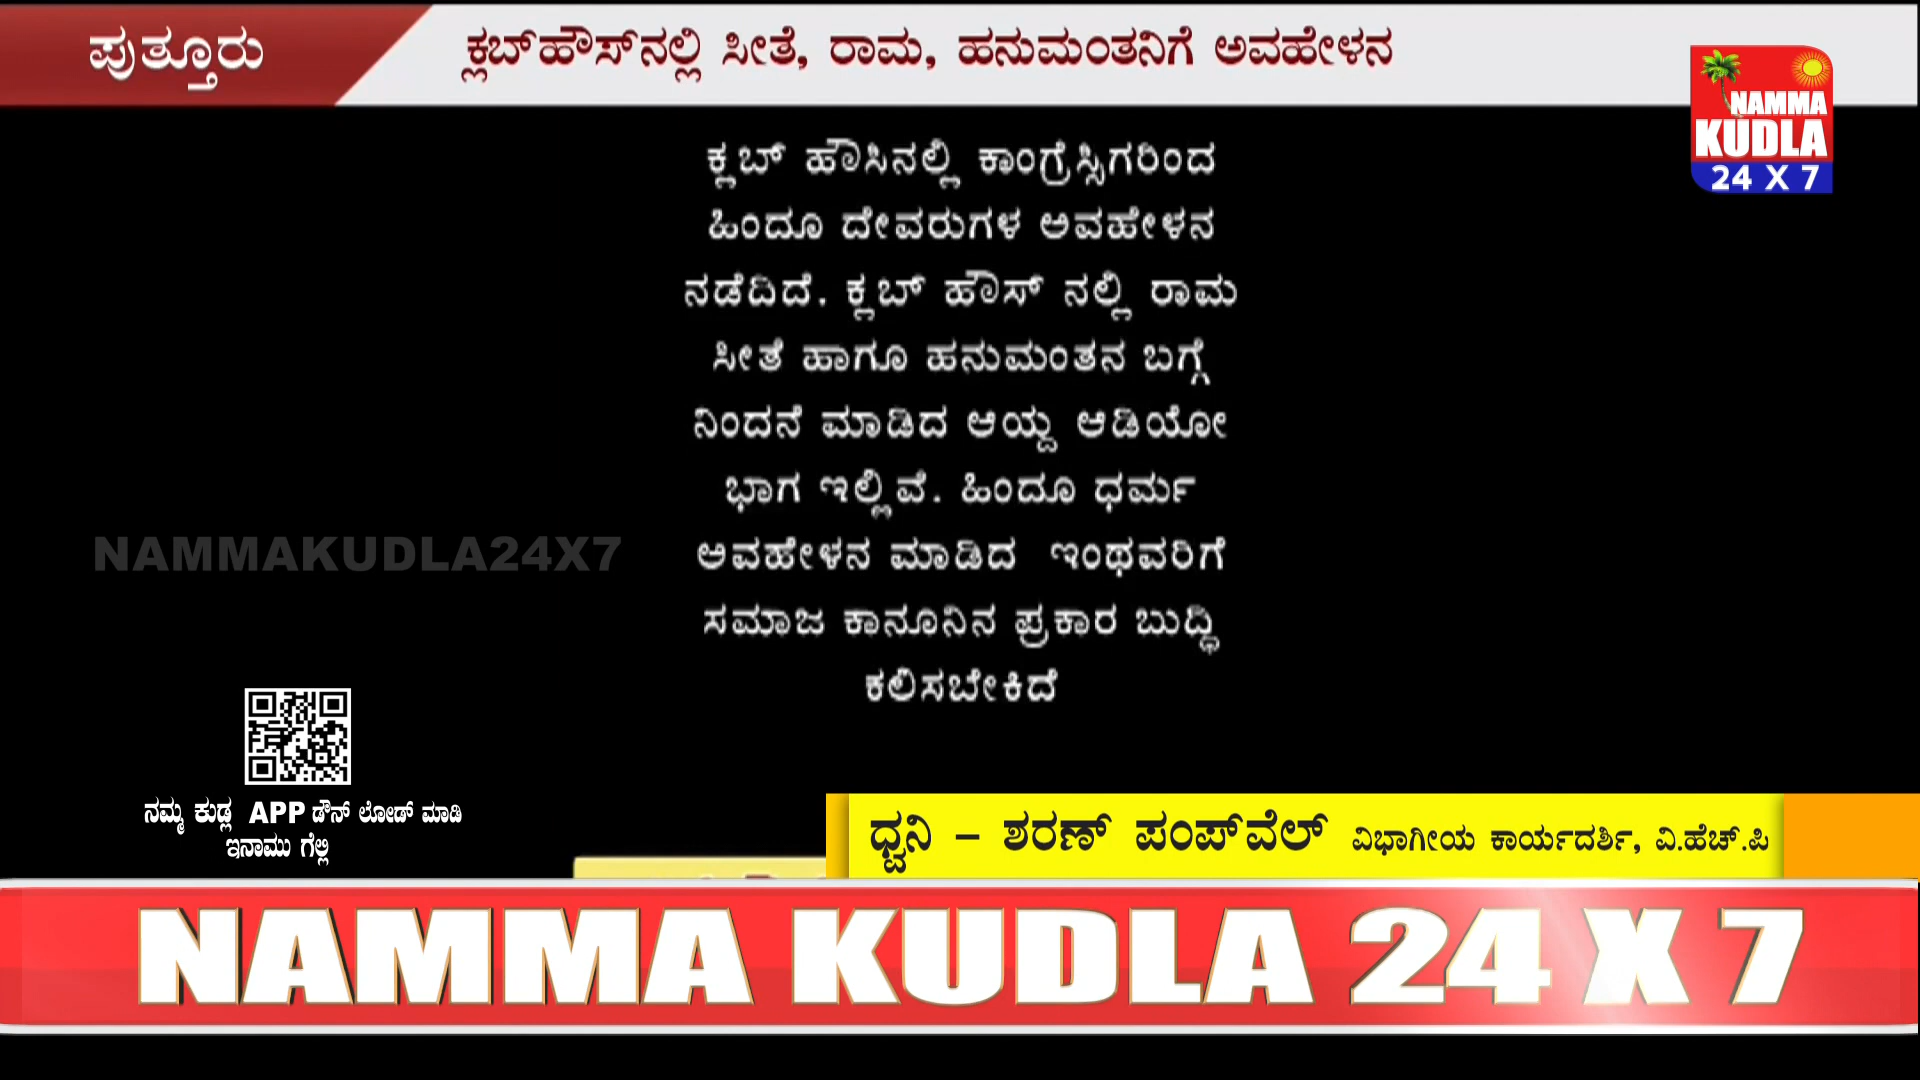 ಪುತ್ತೂರು
ಕ್ಲಬ್‌ಹೌಸ್‌ನಲ್ಲಿ ಸೀತೆ, ರಾಮ, ಹನುಮಂತನಿಗೆ ಅವಹೇಳನ
NAMMA
KUDLA
24 X 7
ಕ್ಲಬ್ ಹೌಸಿನಲ್ಲಿ ಕಾಂಗ್ರೆಸ್ಸಿಗರಿಂದ
ಹಿಂದೂ ದೇವರುಗಳ ಅವಹೇಳನ
ನಡೆದಿದೆ. ಕ್ಲಬ್ ಹೌಸ್ ನಲ್ಲಿ ರಾಮ
ಸೀತೆ ಹಾಗೂ ಹನುಮಂತನ ಬಗ್ಗೆ
ನಿಂದನೆ ಮಾಡಿದ ಆಯ್ದ ಆಡಿಯೋ
ಭಾಗ ಇಲ್ಲಿವೆ. ಹಿಂದೂ ಧರ್ಮ
ಅವಹೇಳನ ಮಾಡಿದ ಇಂಥವರಿಗೆ
ಸಮಾಜ ಕಾನೂನಿನ ಪ್ರಕಾರ ಬುದ್ಧಿ
ಕಲಿಸಬೇಕಿದೆ
NAMMAKUDLA24X7
ನಮ್ಮ ಕುಡ್ಲ APP ಡೌನ್ ಲೋಡ್ ಮಾಡಿ
ಇನಾಮು ಗೆಲ್ಲಿ
ಧ್ವನಿ - ಶರಣ್ ಪಂಪ್‌ವೆಲ್ ವಿಭಾಗೀಯ ಕಾರ್ಯದರ್ಶಿ, ವಿ.ಹೆಚ್.ಪಿ
NAMMA KUDLA 24 X 7